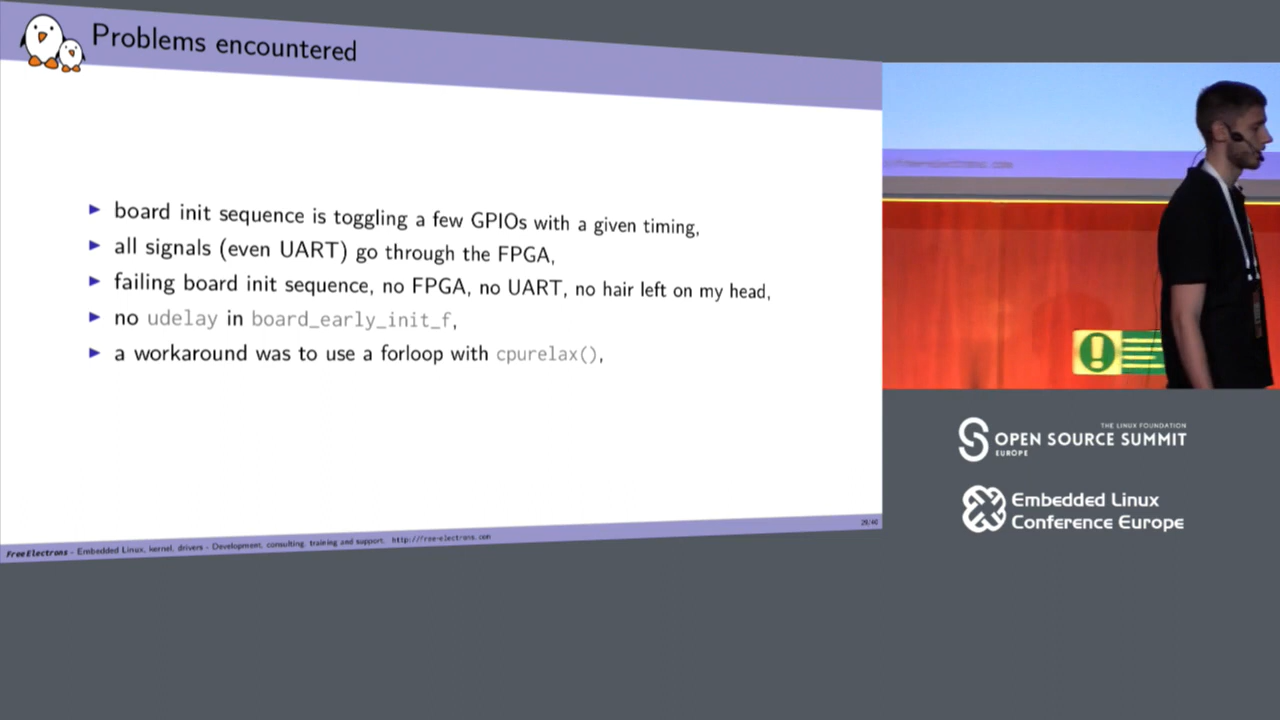 Problems encountered
board init sequence is toggling a few GPIOs with a given timing,
all signals (even UART) go through the FPGA,
failing board init sequence, no FPGA, no UART, no hair left on my head,
no udelay in board_early_init_f,
a workaround was to use a forloop with cpurelax(),
Free Electrons - Embedded Linux, kernel, drivers - Development, consulting, training and support. http://free-electrons.com
THE LINUX FOUNDATION
OPEN SOURCE SUMMIT
EUROPE
Embedded Linux
Conference Europe